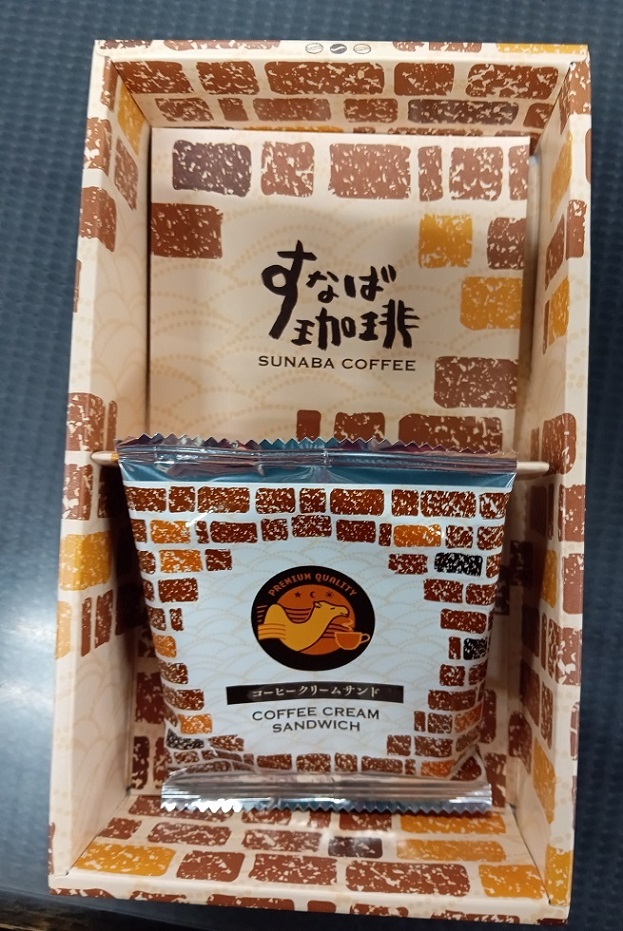 すなば
珈琲
SUNABA COFFEE
PREMIUM QUALITY
コーヒークリームサンド
COFFEE CREAM
SANDWICH